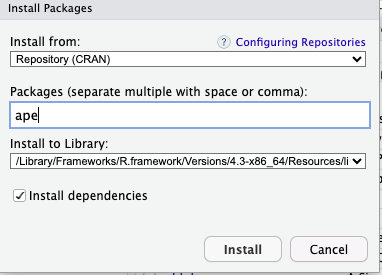 Install Packages
Install from:
Configuring Repositories
Repository (CRAN)
Packages (separate multiple with space or comma):
ape
Install to Library:
/Library/Frameworks/R.framework/Versions/4.3-x86_64/Resources/li
Install dependencies
Install
Cancel